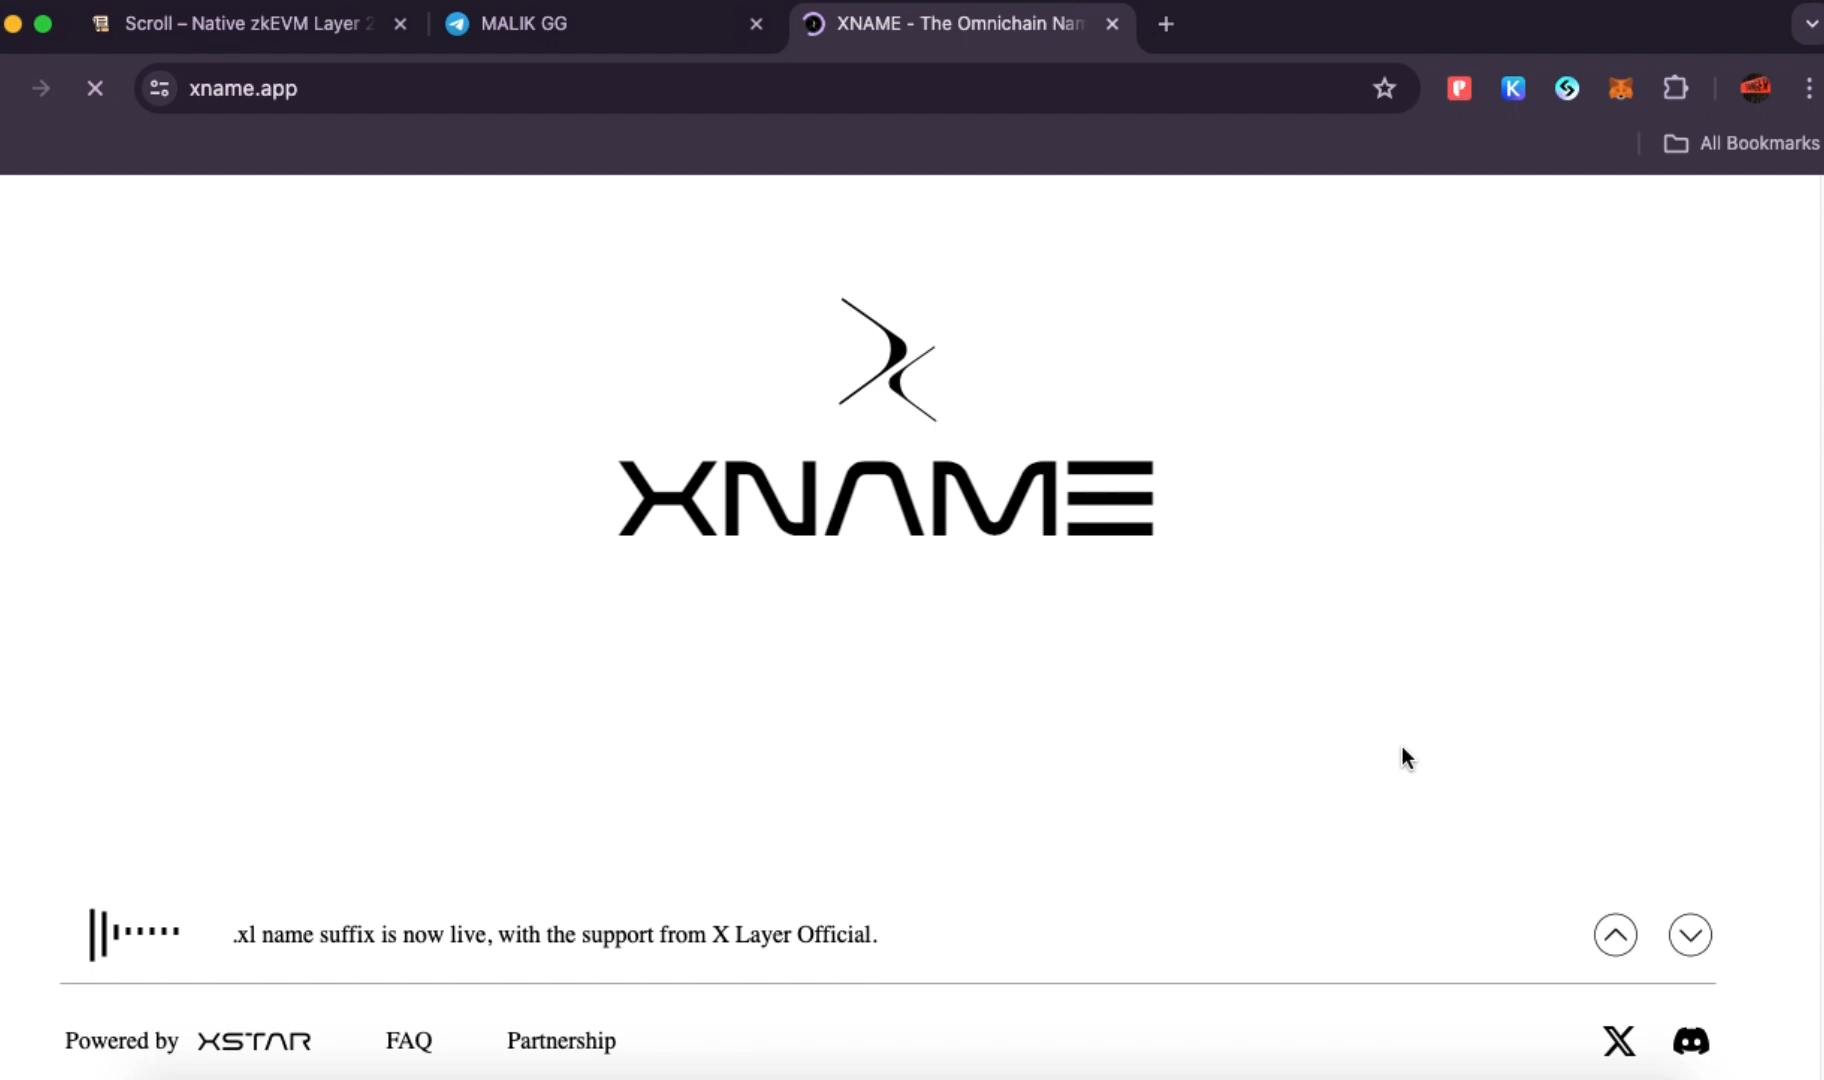 Scroll – Native zkEVM Layer 2
MALIK GG
XNAME - The Omnichain Nam
xname.app
All Bookmarks
XNAME
.xl name suffix is now live, with the support from X Layer Official.
Powered by XSTAR FAQ Partnership